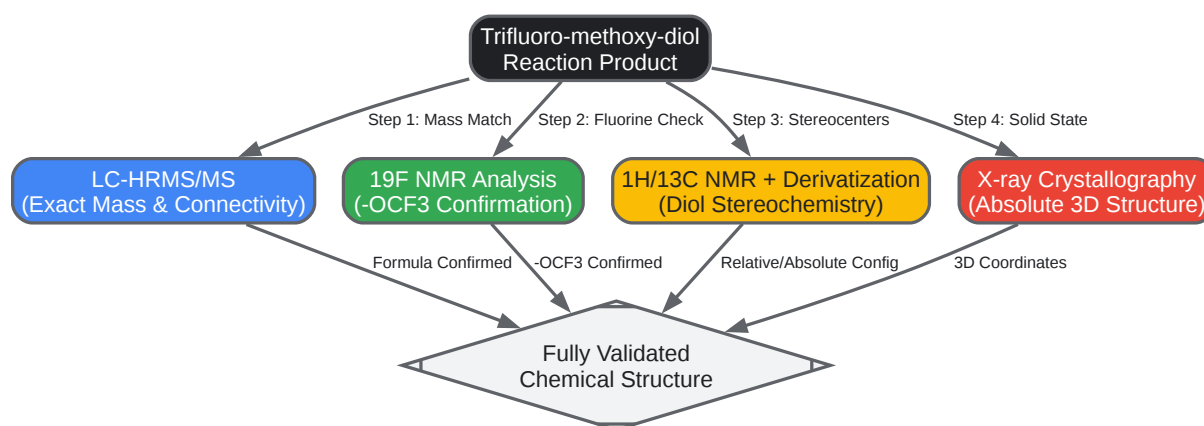 Trifluoro-methoxy-diol
Reaction Product
Step 1: Mass Match
Step 2: Fluorine Check
Step 3: Stereocenters
Step 4: Solid State
LC-HRMS/MS
(Exact Mass & Connectivity)
19F NMR Analysis
(-OCF3 Confirmation)
1H/13C NMR + Derivatization
(Diol Stereochemistry)
X-ray Crystallography
(Absolute 3D Structure)
Formula Confirmed
-OCF3 Confirmed
Relative/Absolute Config
3D Coordinates
Fully Validated
Chemical Structure